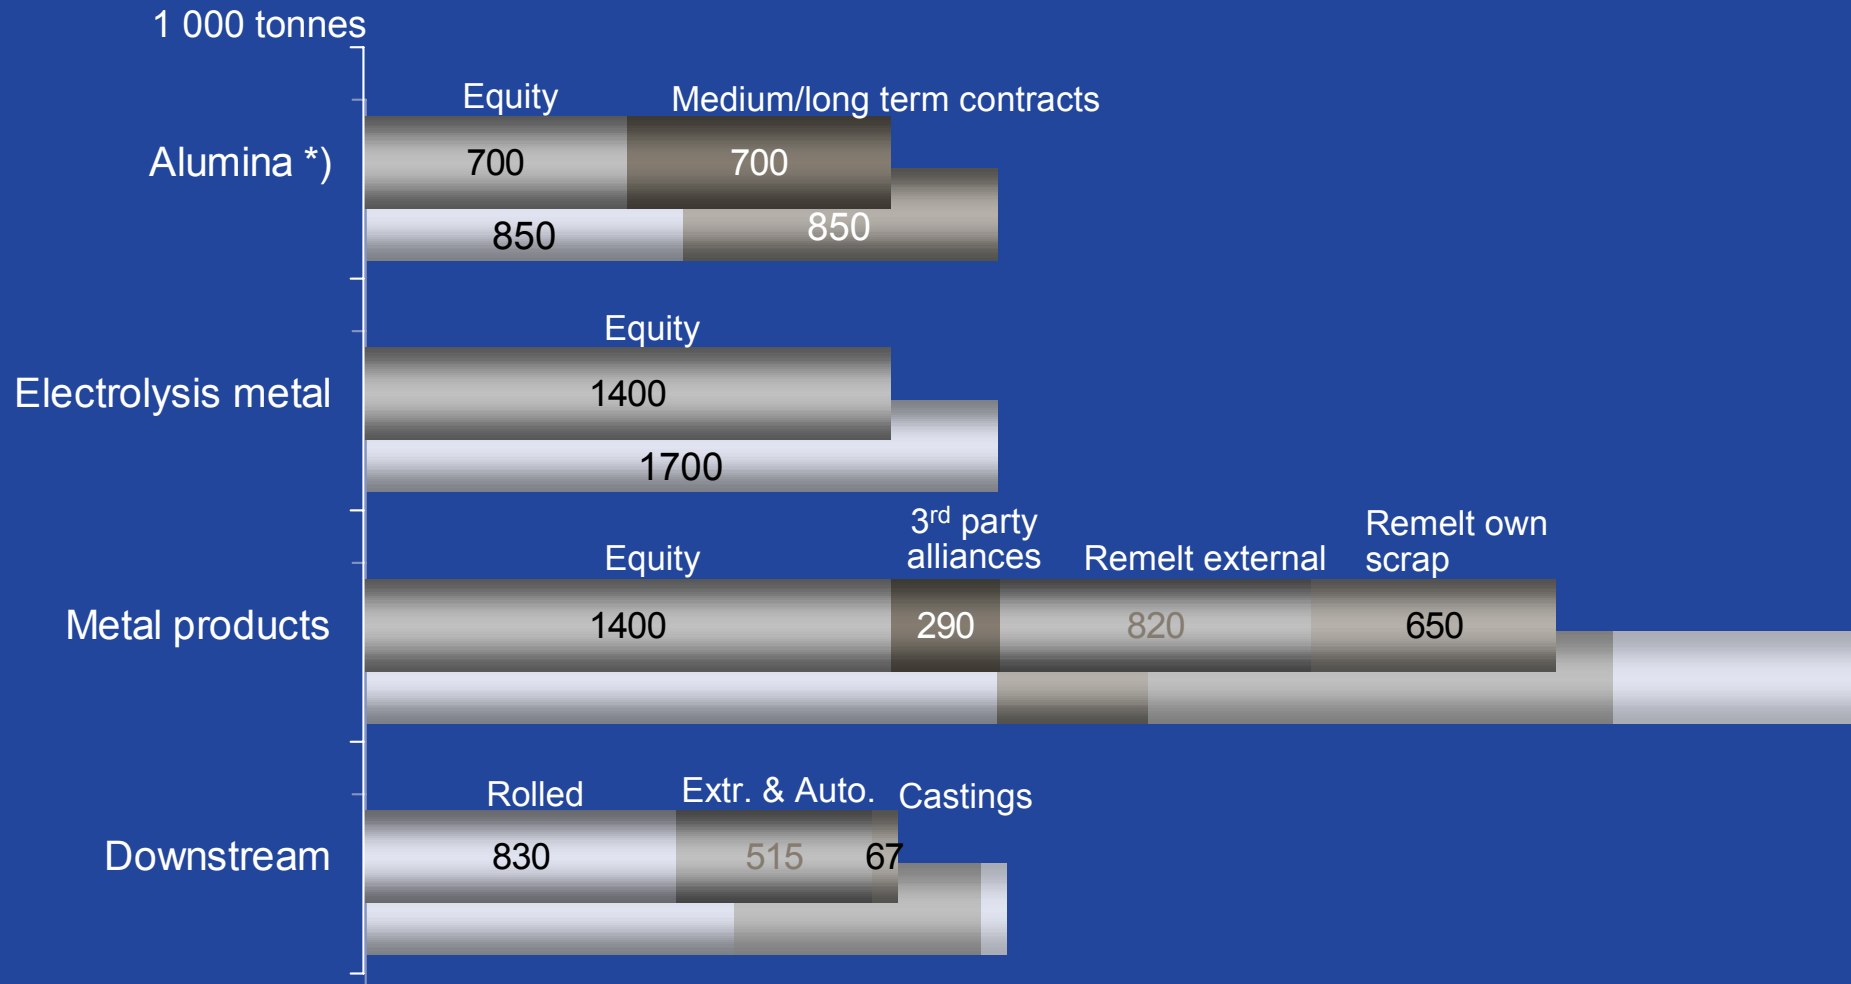 1 000 tonnes
Equity
Medium/long term contracts
Alumina *)
700
700
850
850
Equity
Electrolysis metal
1400
1700
3rd party
alliances
Remelt own
scrap
Equity
Remelt external
Metal products
1400
290
820
650
Rolled
Extr. & Auto.
Castings
Downstream
830
515
67